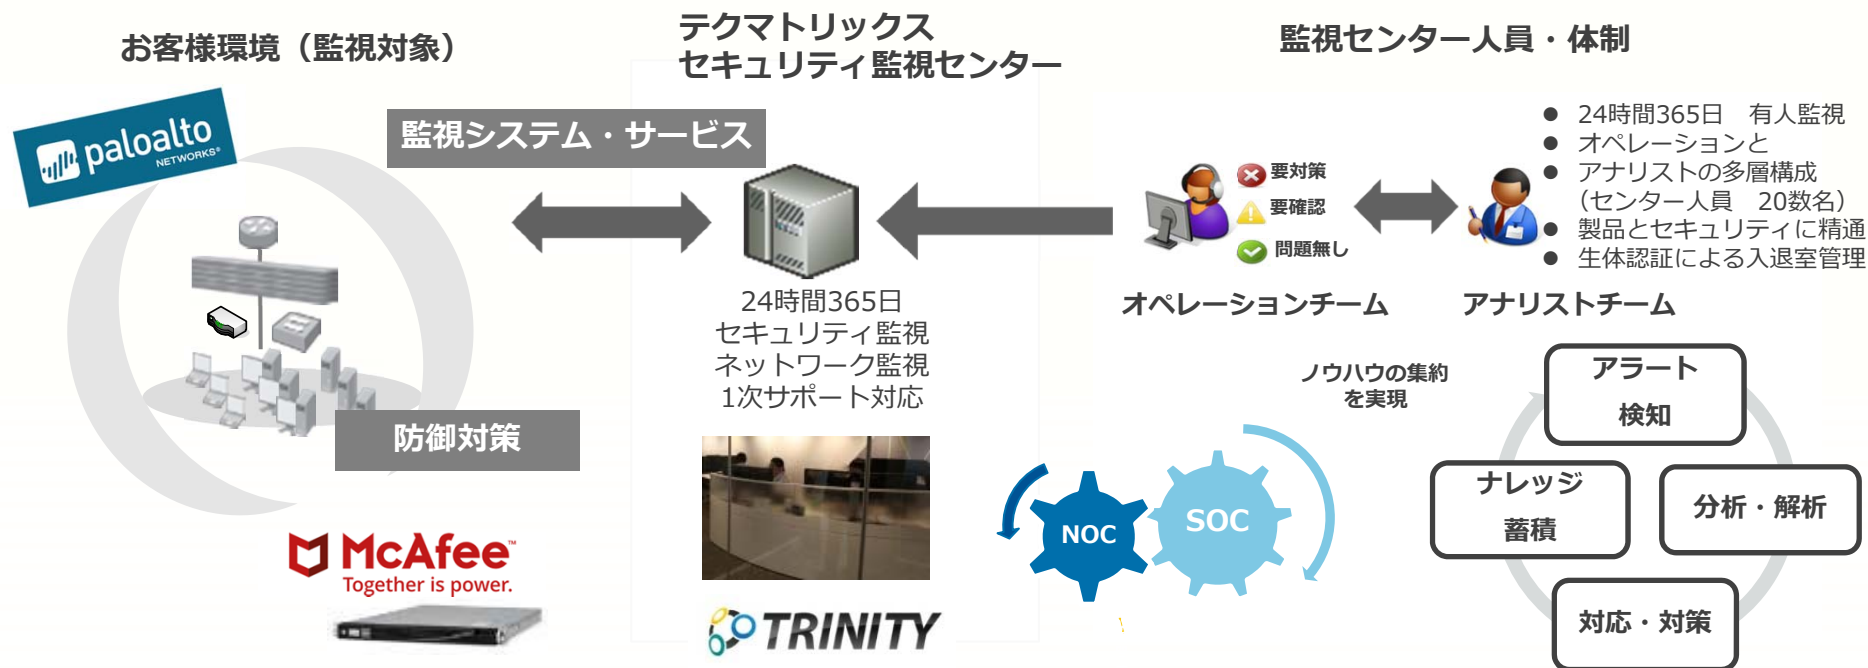 お客様環境（監視対象）
テクマトリックス
セキュリティ監視センター
監視センター人員・体制
paloalto
NETWORKS®
監視システム・サービス
防御対策
McAfee™
Together is power.
24時間365日
セキュリティ監視
ネットワーク監視
1次サポート対応
TRINITY
要対策
要確認
問題無し
オペレーションチーム
アナリストチーム
● 24時間365日　有人監視
● オペレーションと
● アナリストの多層構成
（センター人員　20数名）
● 製品とセキュリティに精通
● 生体認証による入退室管理
ノウハウの集約
を実現
NOC
SOC
アラート
検知
分析・解析
対応・対策
ナレッジ
蓄積